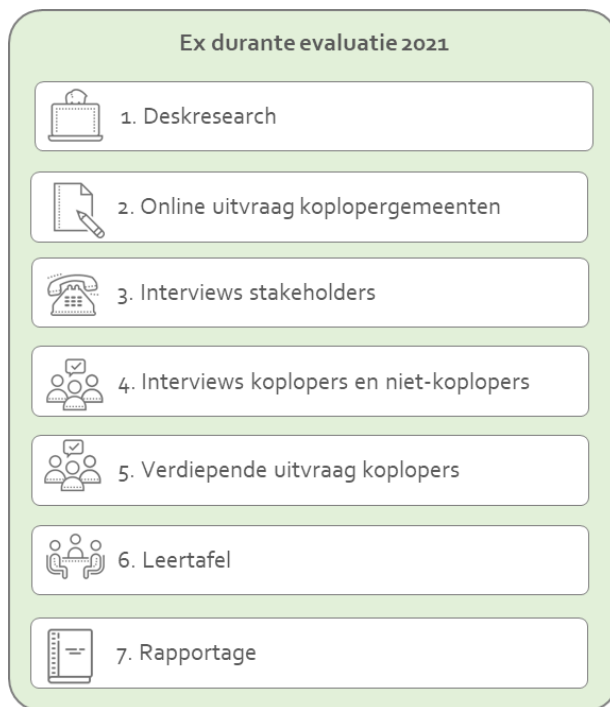 Ex durante evaluatie 2021
1. Deskresearch
2. Online uitvraag koplopergemeenten
3. Interviews stakeholders
4. Interviews koplopers en niet-koplopers
5. Verdiepende uitvraag koplopers
6. Leertafel
7. Rapportage